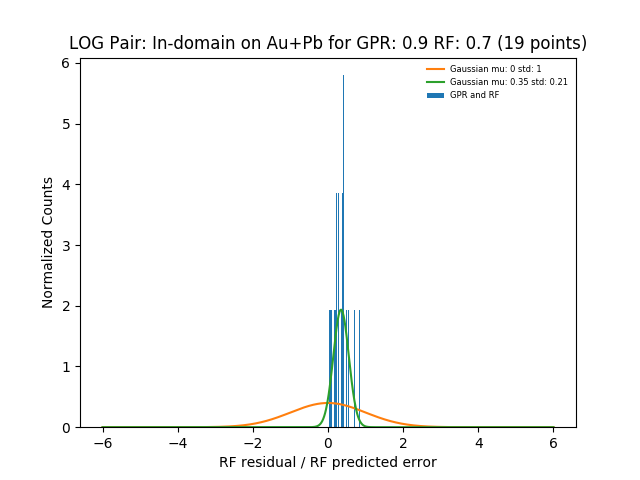 LOG Pair: In-domain on Au+Pb for GPR: 0.9 RF: 0.7 (19 points)
Gaussian mu: 0 std: 1
Gaussian mu: 0.35 std: 0.21
GPR and RF
Normalized Counts
6
5
4
3
2
1
0
−6
−4
−2
0
2
4
6
RF residual / RF predicted error